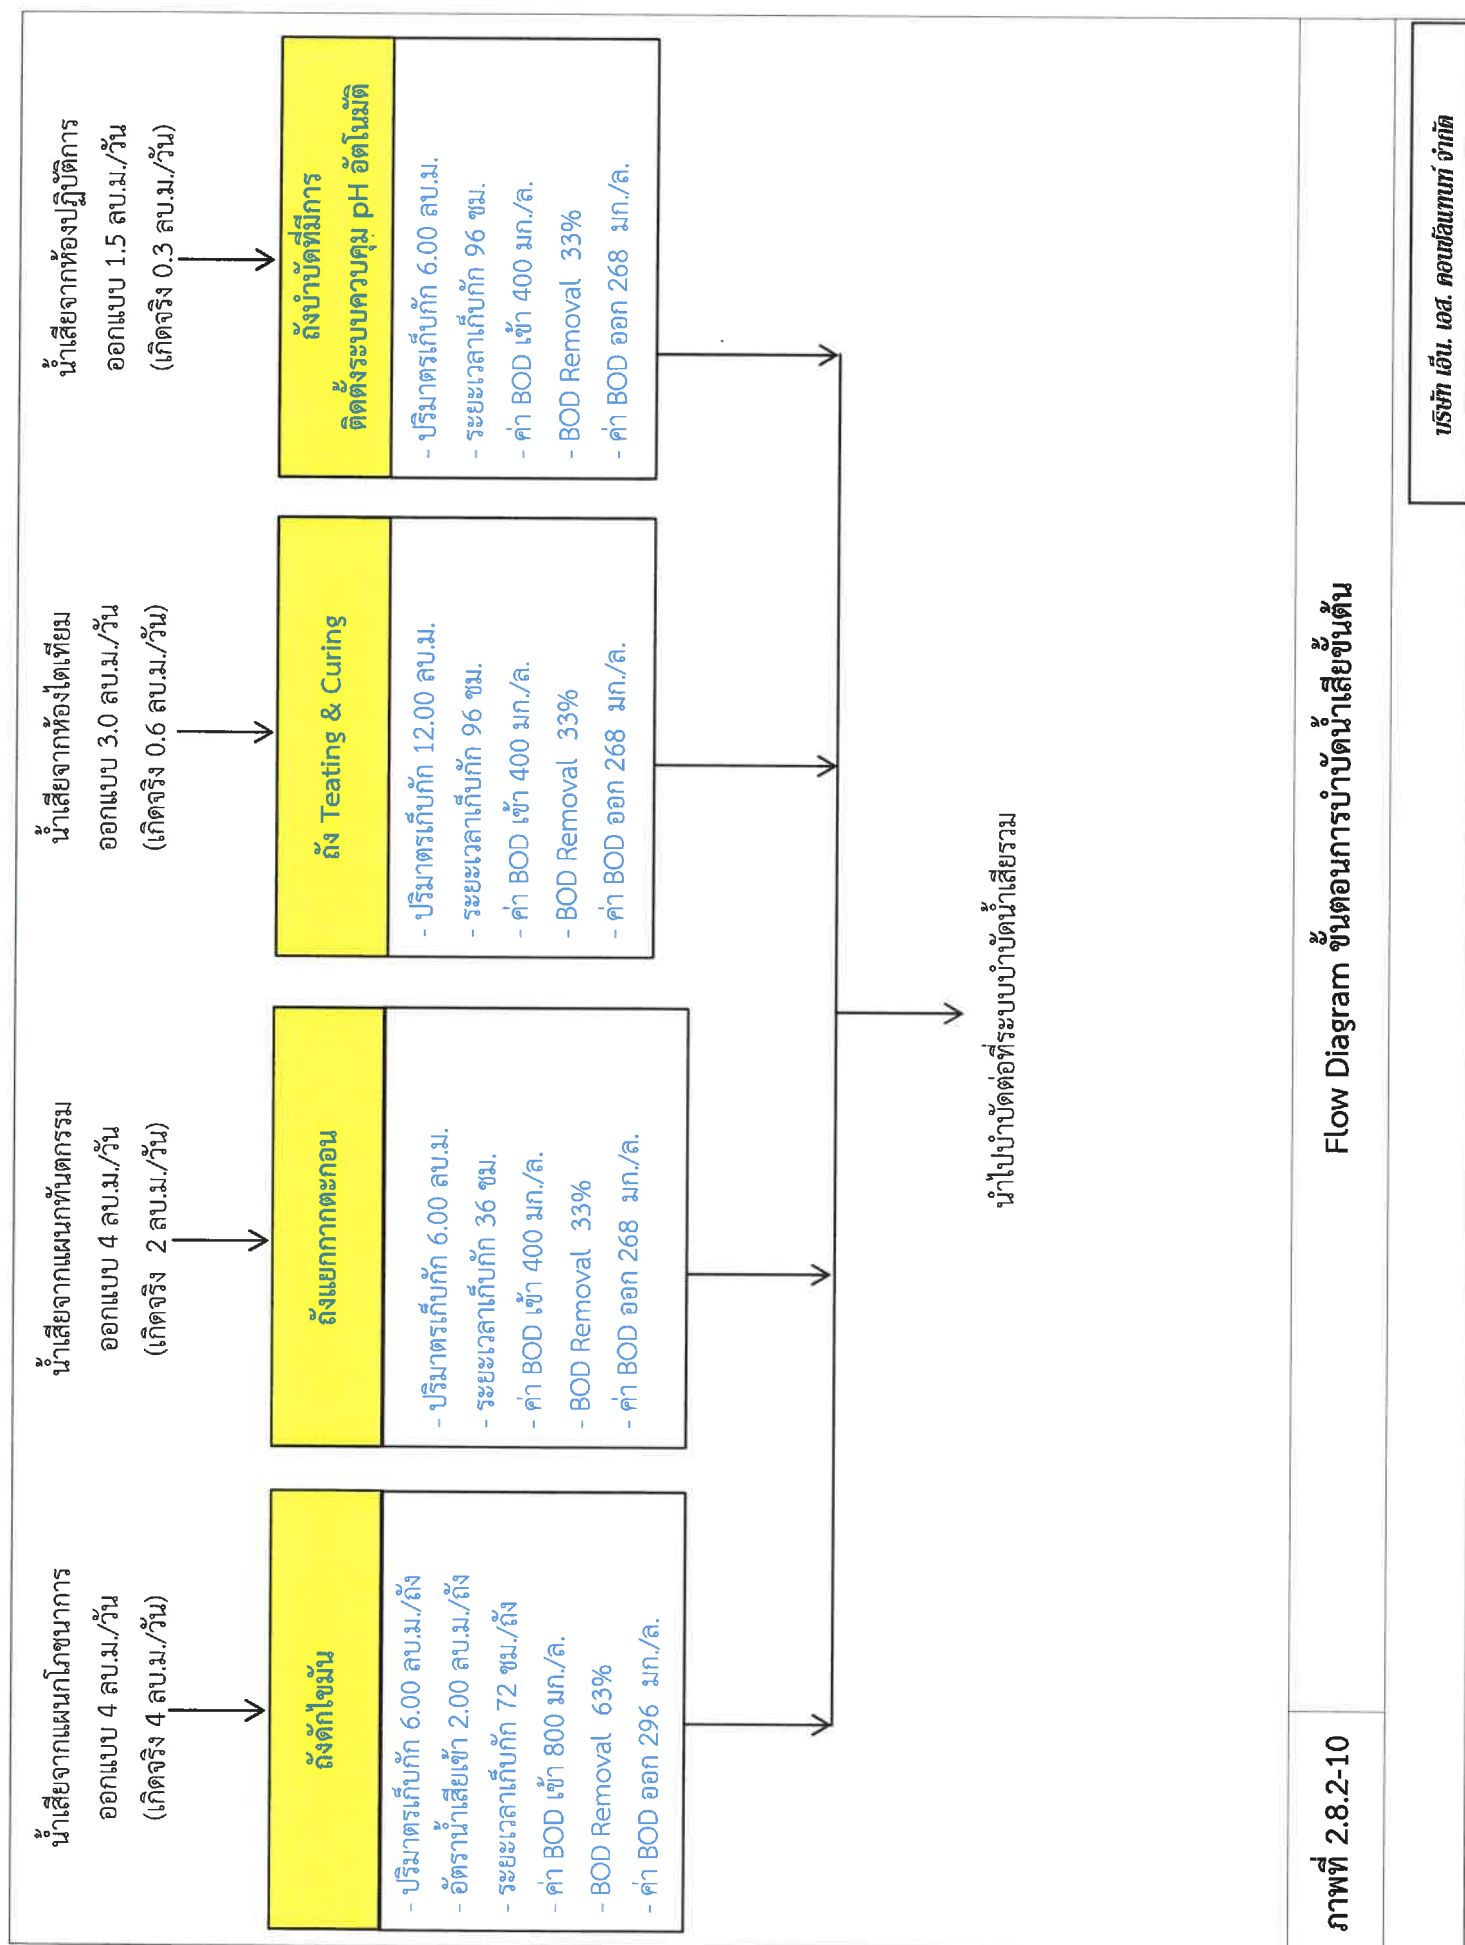 น้ำเสียจากแผนกโภชนาการ
ออกแบบ 4 ลบ.ม./วัน
(เกิดจริง 4 ลบ.ม./วัน)
ถังดักไขมัน
- ปริมาตรเก็บกัก 6.00 ลบ.ม./ถัง
- อัตราน้ำเสียเข้า 2.00 ลบ.ม./ถัง
- ระยะเวลาเก็บกัก 72 ชม./ถัง
- ค่า BOD เข้า 800 มก./ล.
- BOD Removal 63%
- ค่า BOD ออก 296 มก./ล.
น้ำเสียจากแผนกทันตกรรม
ออกแบบ 4 ลบ.ม./วัน
(เกิดจริง 2 ลบ.ม./วัน)
ถังแยกกากตะกอน
- ปริมาตรเก็บกัก 6.00 ลบ.ม.
- ระยะเวลาเก็บกัก 36 ชม.
- ค่า BOD เข้า 400 มก./ล.
- BOD Removal 33%
- ค่า BOD ออก 268 มก./ล.
น้ำเสียจากห้องไตเทียม
ออกแบบ 3.0 ลบ.ม./วัน
(เกิดจริง 0.6 ลบ.ม./วัน)
ถัง Teating & Curing
- ปริมาตรเก็บกัก 12.00 ลบ.ม.
- ระยะเวลาเก็บกัก 96 ชม.
- ค่า BOD เข้า 400 มก./ล.
- BOD Removal 33%
- ค่า BOD ออก 268 มก./ล.
น้ำเสียจากห้องปฏิบัติการ
ออกแบบ 1.5 ลบ.ม./วัน
(เกิดจริง 0.3 ลบ.ม./วัน)
ถังบำบัดที่มีการ
ติดตั้งระบบควบคุม pH อัตโนมัติ
- ปริมาตรเก็บกัก 6.00 ลบ.ม.
- ระยะเวลาเก็บกัก 96 ชม.
- ค่า BOD เข้า 400 มก./ล.
- BOD Removal 33%
- ค่า BOD ออก 268 มก./ล.
นำไปบำบัดต่อที่ระบบบำบัดน้ำเสียรวม
ภาพที่ 2.8.2-10
Flow Diagram ขั้นตอนการบำบัดน้ำเสียขั้นต้น
บริษัท เอ็น. เอส. คอนซัลแทนท์ จำกัด